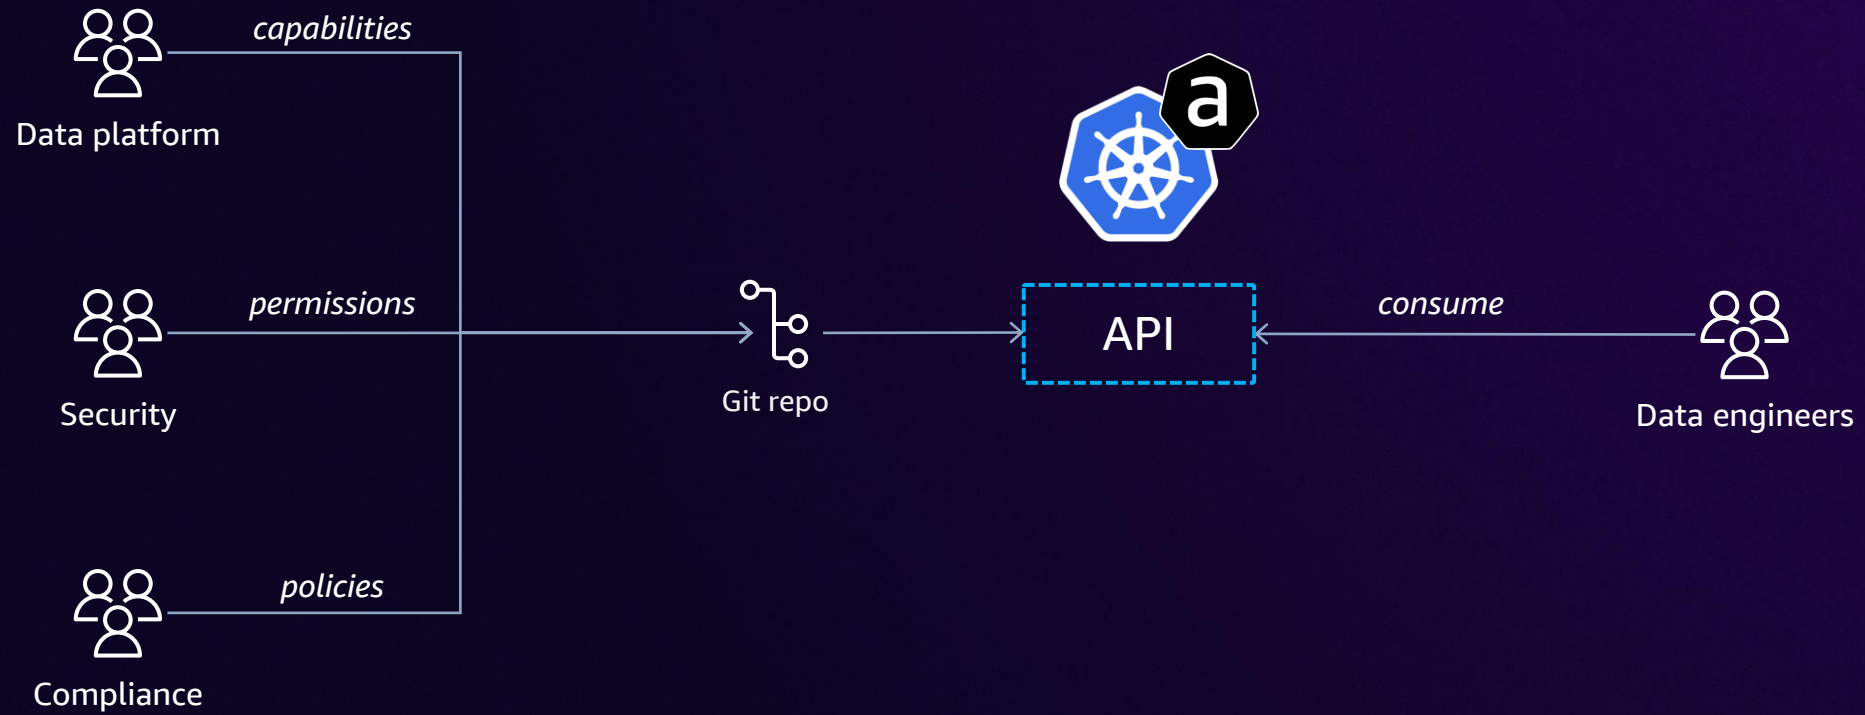 capabilities
Data platform
a
permissions
Security
Git repo
API
consume
Data engineers
policies
Compliance